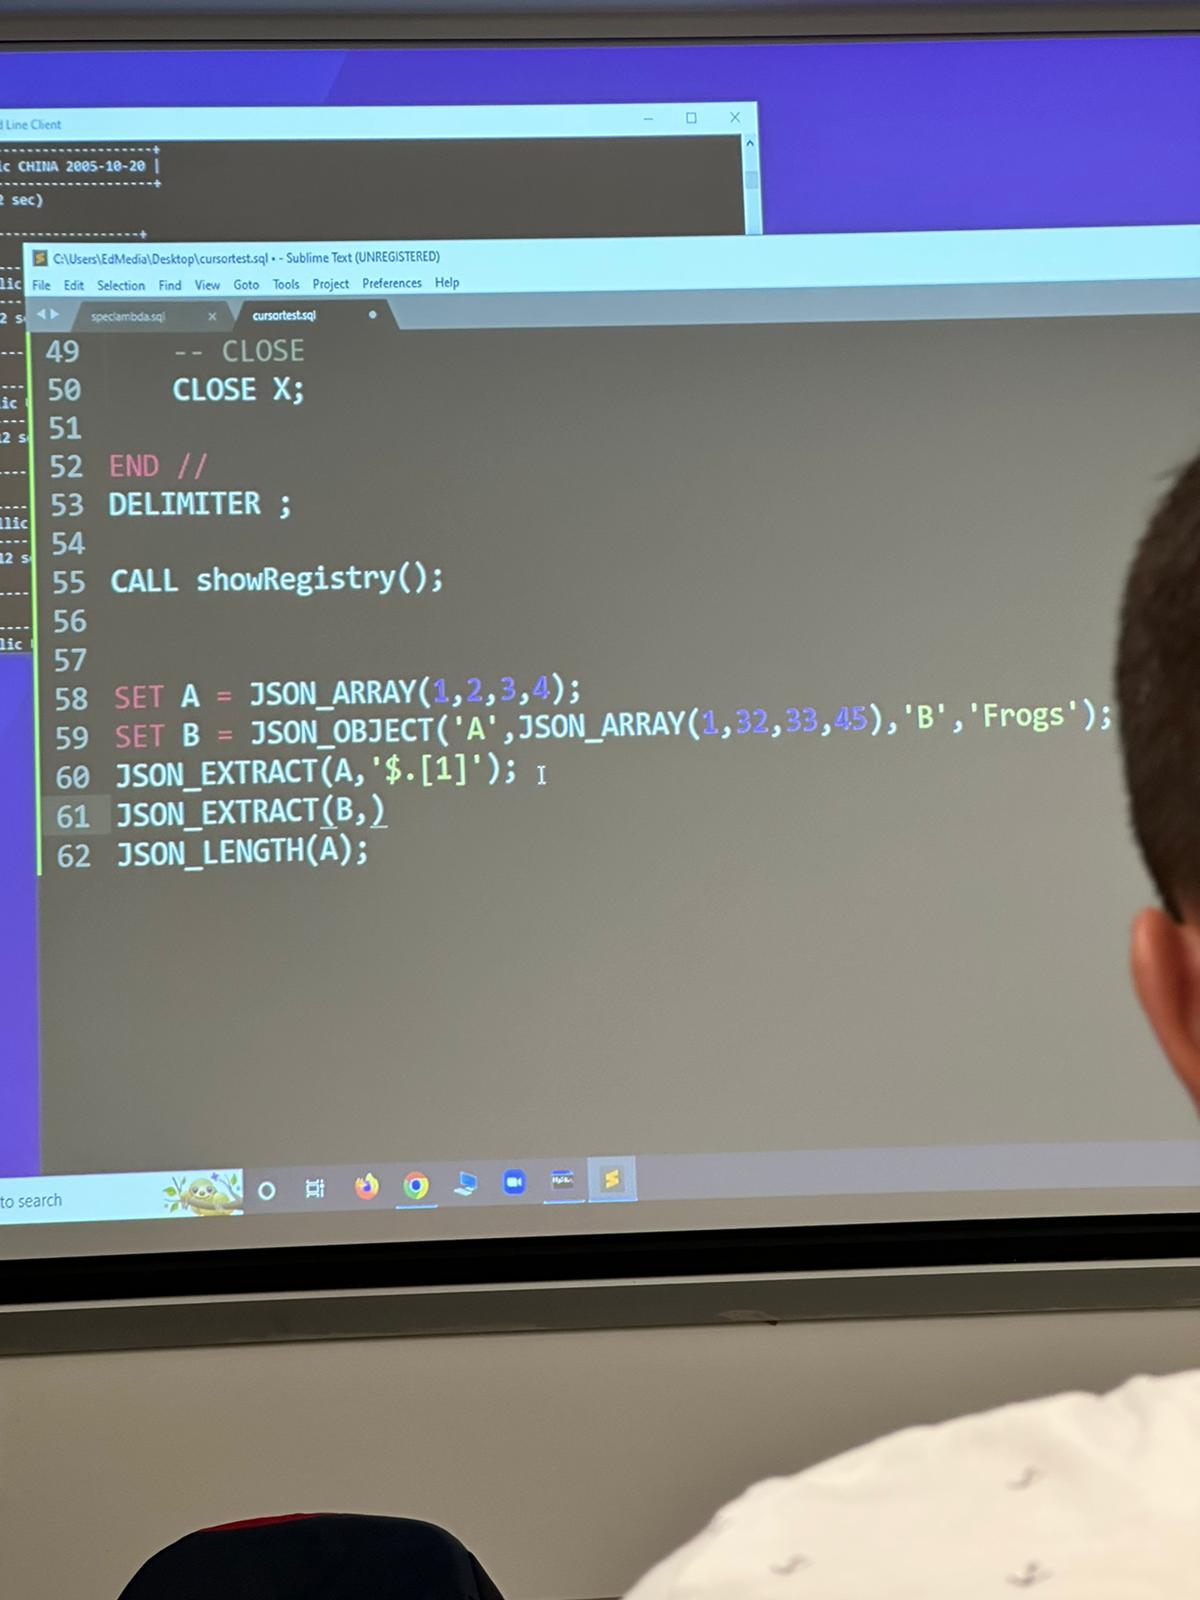 d Line Client
ic CHINA 2005-10-20 |
2 sec)
C:\Users\EdMedia\Desktop\cursortest.sql • - Sublime Text (UNREGISTERED)
File Edit Selection Find View Goto Tools Project Preferences Help
speclambda.sql × cursortest.sql
49 -- CLOSE
50 CLOSE X;
51
52 END //
53 DELIMITER ;
54
55 CALL showRegistry();
56
57
58 SET A = JSON_ARRAY(1,2,3,4);
59 SET B = JSON_OBJECT('A',JSON_ARRAY(1,32,33,45),'B','Frogs');
60 JSON_EXTRACT(A,'$.[1]');
61 JSON_EXTRACT(B,)
62 JSON_LENGTH(A);
to search